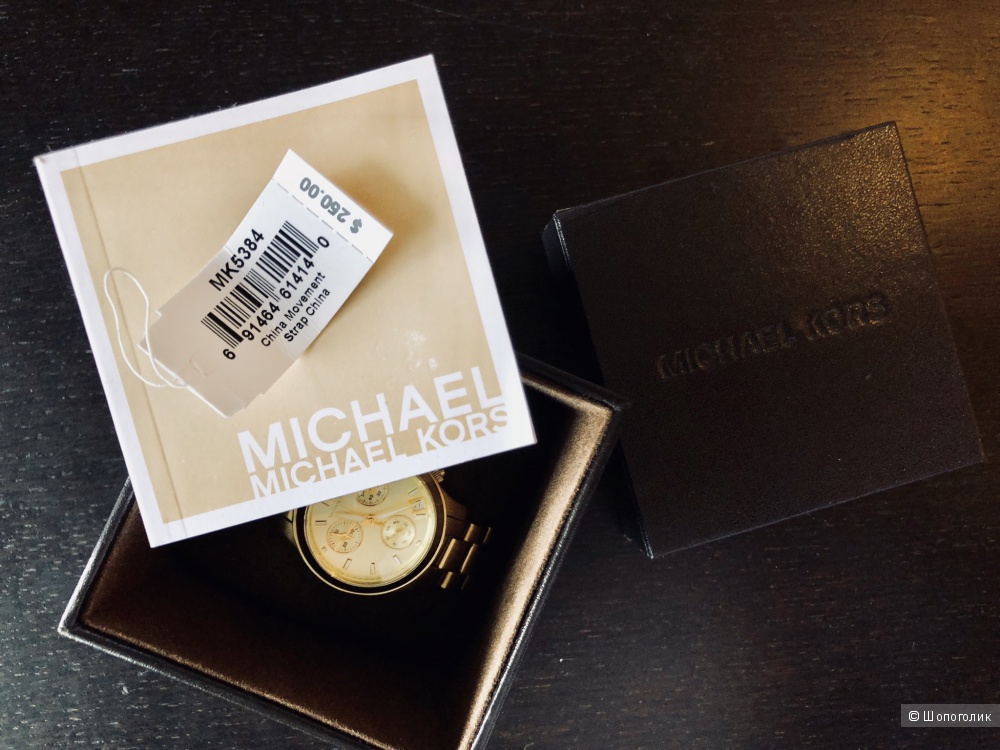 $ 250.00
MK5384
6 91464 61414 0
China Movement
Strap China
MICHAEL
MICHAEL KORS
MICHAEL KORS
© Шопоголик